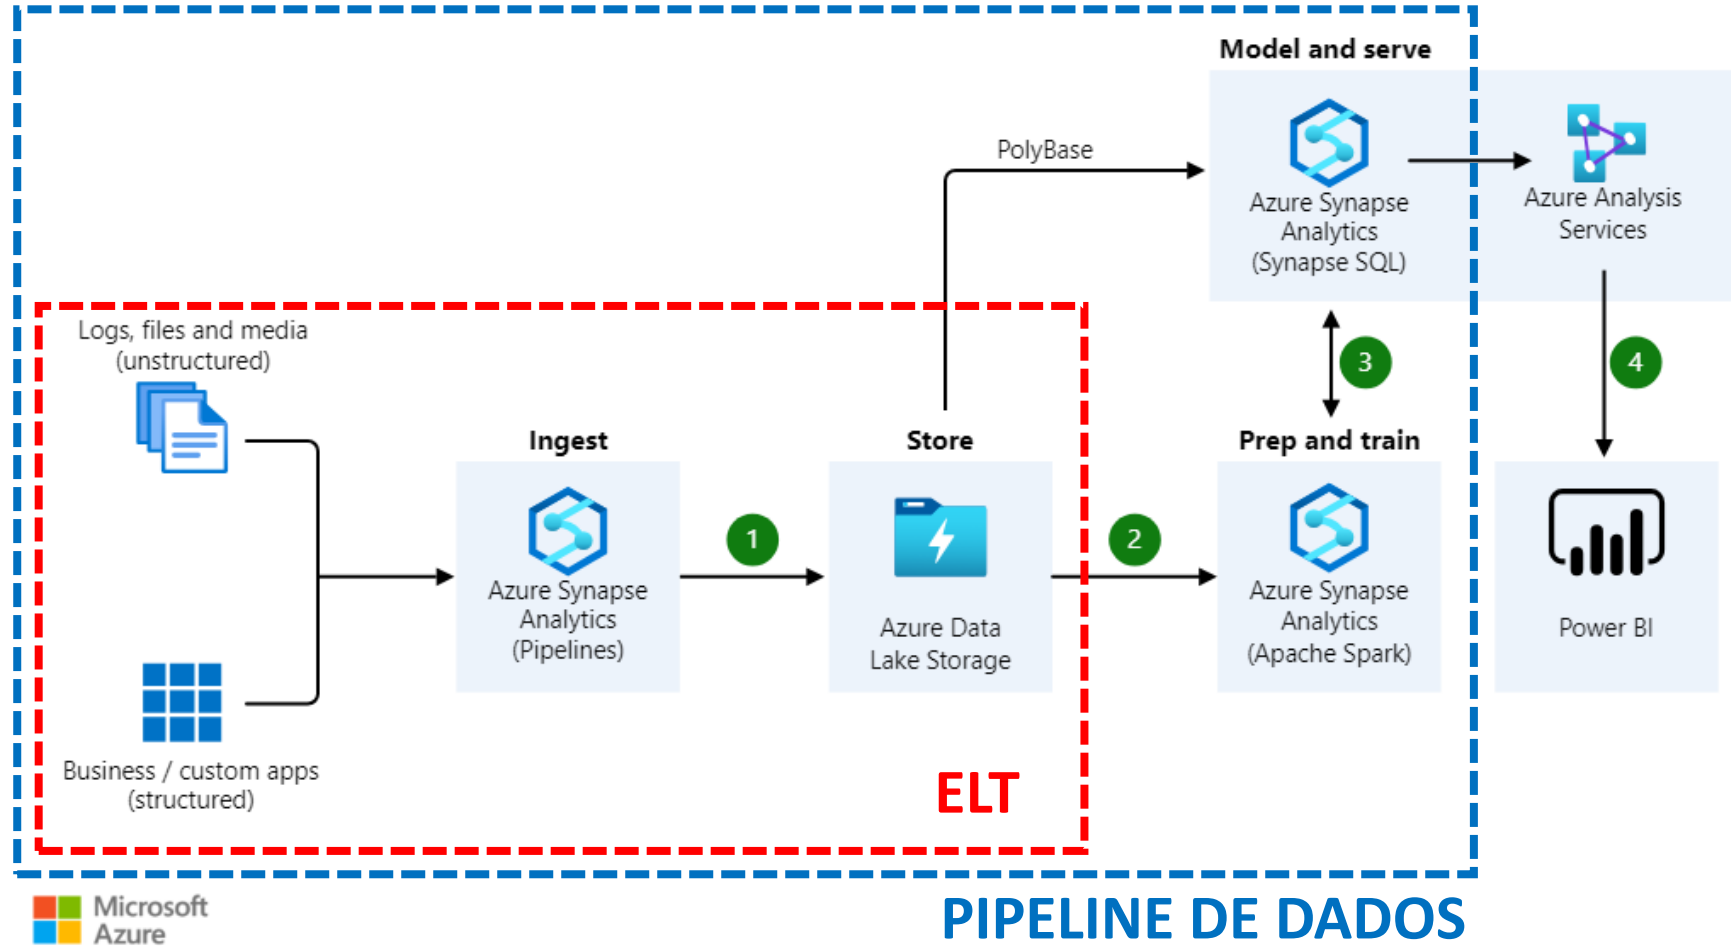 Model and serve
PolyBase
Azure Synapse
Analytics
(Synapse SQL)
Azure Analysis
Services
Logs, files and media
(unstructured)
3
4
Ingest
Store
Prep and train
1
2
Azure Synapse
Analytics
(Pipelines)
Azure Data
Lake Storage
Azure Synapse
Analytics
(Apache Spark)
Power BI
Business / custom apps
(structured)
ELT
Microsoft
Azure
PIPELINE DE DADOS